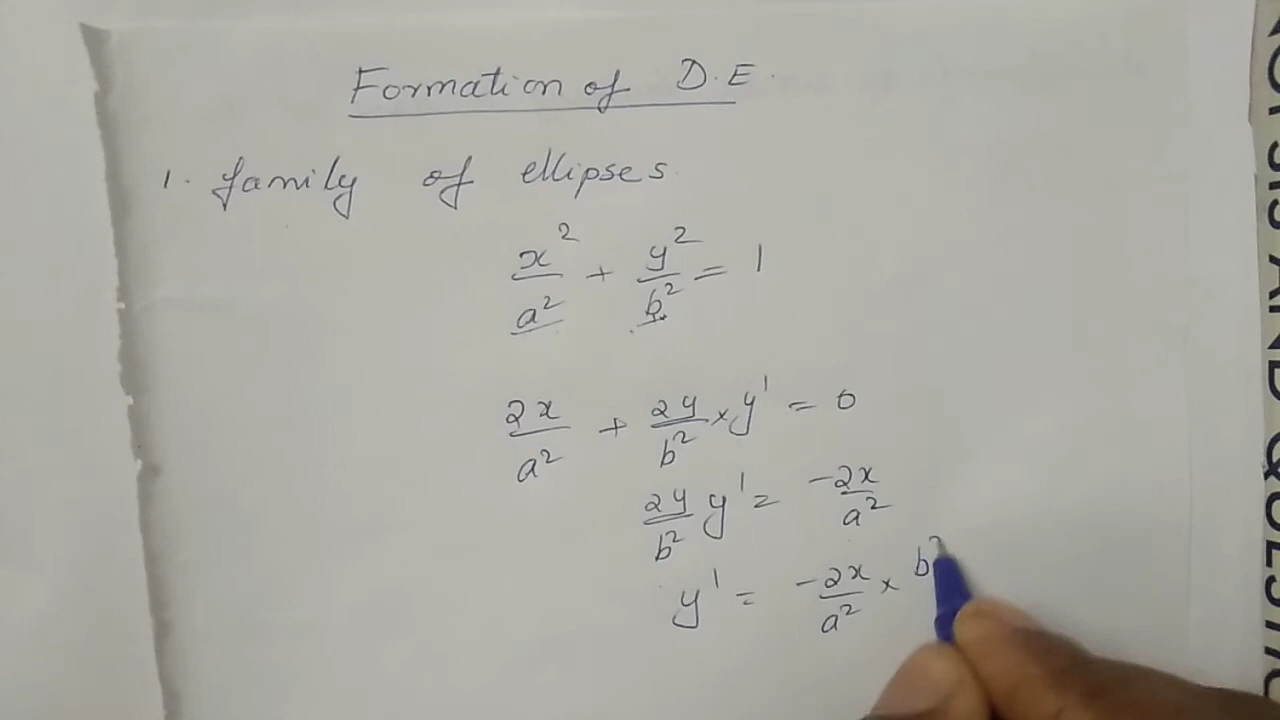 Formation of D.E.
1. family of ellipses.
x²/a² + y²/b² = 1
2x/a² + 2y/b² × y' = 0
2y/b² y' = -2x/a²
y' = -2x/a² × b²